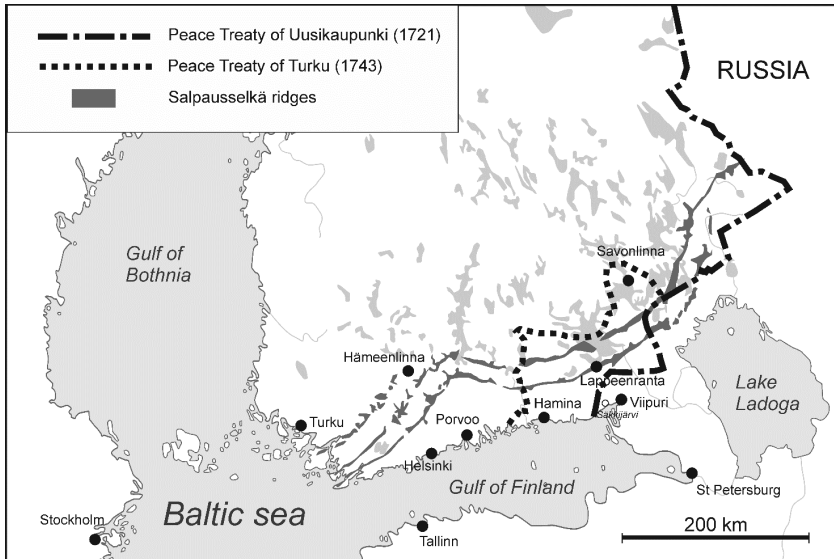 Peace Treaty of Uusikaupunki (1721)
Peace Treaty of Turku (1743)
Salpausselkä ridges
RUSSIA
Gulf of
Bothnia
Savonlinna
Hämeenlinna
Lappeenranta
Lake
Ladoga
Turku
Porvoo
Hamina
Viipuri
Säkkijärvi
Helsinki
Gulf of Finland
St Petersburg
Baltic sea
Stockholm
Tallinn
200 km